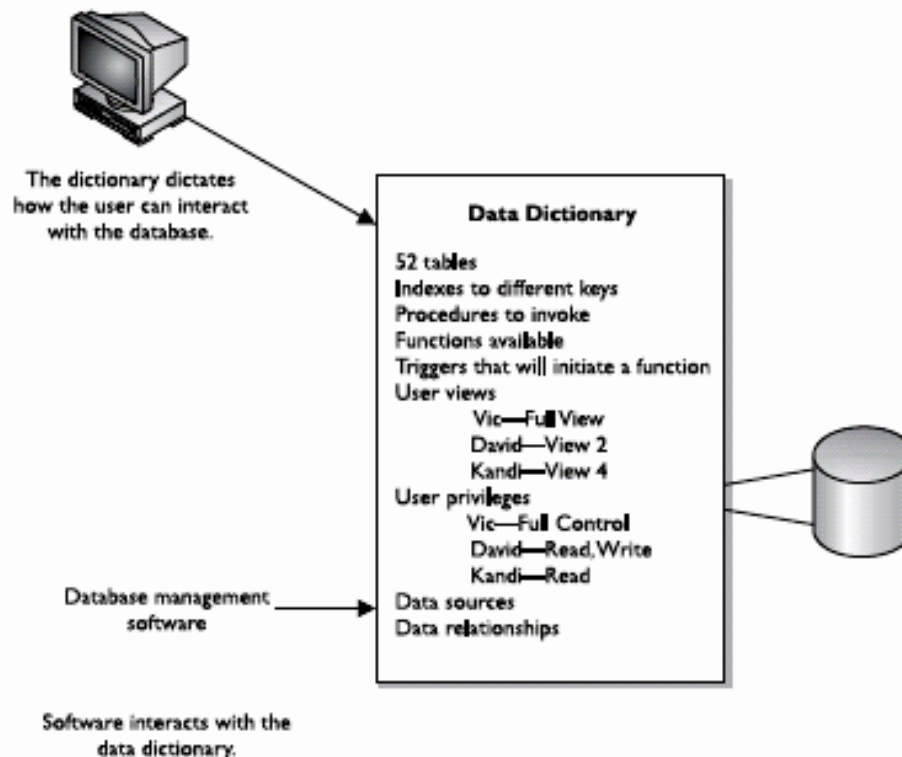 The dictionary dictates
how the user can interact
with the database.
Data Dictionary
52 tables
Indexes to different keys
Procedures to invoke
Functions available
Triggers that will initiate a function
User views
Vic—Full View
David—View 2
Kandi—View 4
User privileges
Vic—Full Control
David—Read, Write
Kandi—Read
Data sources
Data relationships
Database management
software
Software interacts with the
data dictionary.